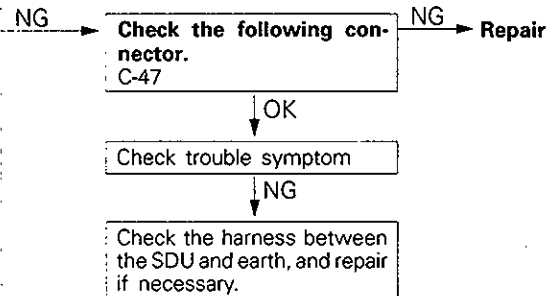 NG
Check the following con-
nector.
C-47
NG
Repair
OK
Check trouble symptom
NG
Check the harness between
the SDU and earth, and repair
if necessary.